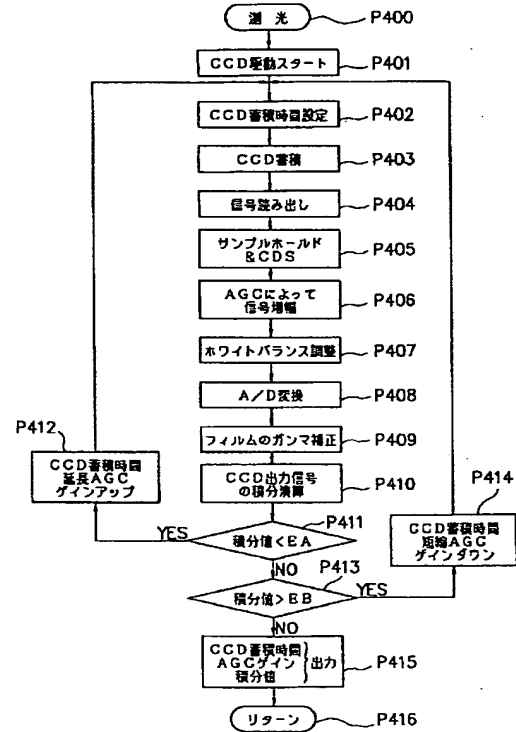 測光
P400
CCD駆動スタート
P401
CCD蓄積時間設定
P402
CCD蓄積
P403
信号読み出し
P404
サンプルホールド
&CDS
P405
AGCによって
信号増幅
P406
ホワイトバランス調整
P407
A/D変換
P408
フィルムのガンマ補正
P409
CCD出力信号
の積分演算
P410
積分値<EA
P411
YES
NO
P412
CCD蓄積時間
延長AGC
ゲインアップ
積分値>EB
P413
YES
NO
P414
CCD蓄積時間
短縮AGC
ゲインダウン
CCD蓄積時間
AGCゲイン
積分値
出力
P415
リターン
P416